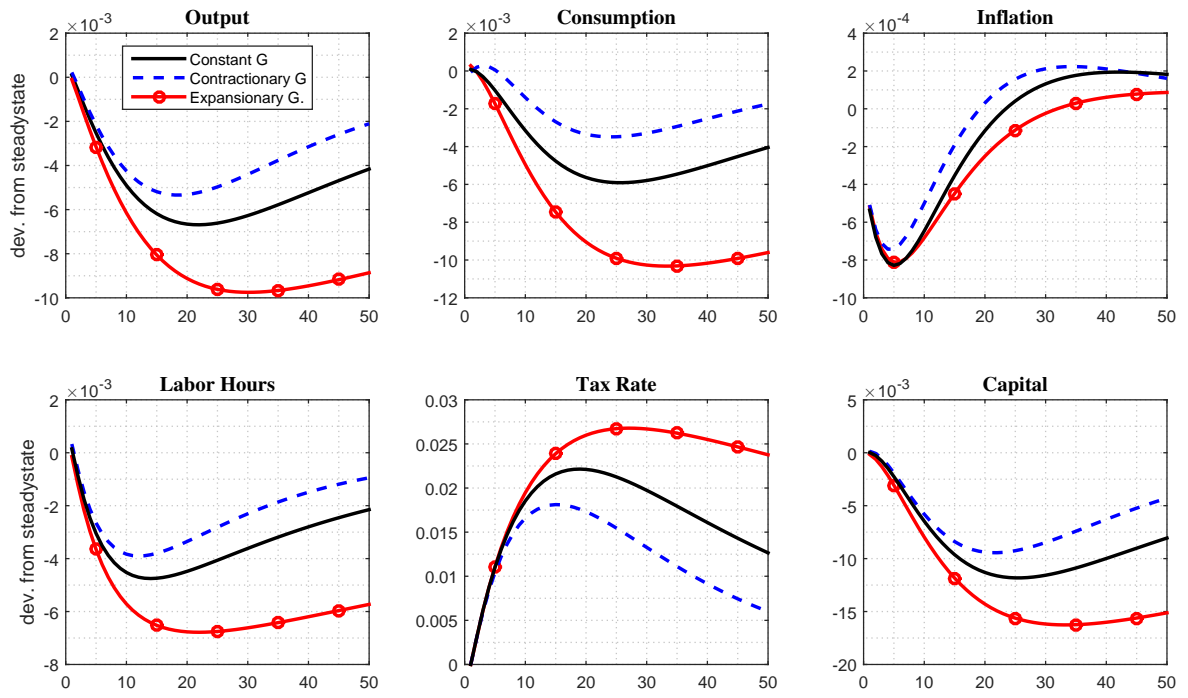 Output
×10-3
2
0
-2
-4
-6
-8
-10
0 10 20 30 40 50
dev. from steadystate
Constant G
Contractionary G
Expansionary G.
Consumption
×10-3
2
0
-2
-4
-6
-8
-10
-12
0 10 20 30 40 50
Inflation
×10-4
4
2
0
-2
-4
-6
-8
-10
0 10 20 30 40 50
Labor Hours
×10-3
2
0
-2
-4
-6
-8
0 10 20 30 40 50
dev. from steadystate
Tax Rate
0.03
0.025
0.02
0.015
0.01
0.005
0
0 10 20 30 40 50
Capital
×10-3
5
0
-5
-10
-15
-20
0 10 20 30 40 50